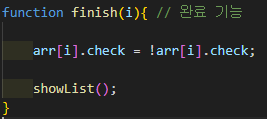 function finish(i){ // 완료 기능
arr[i].check = !arr[i].check;
showList();
}